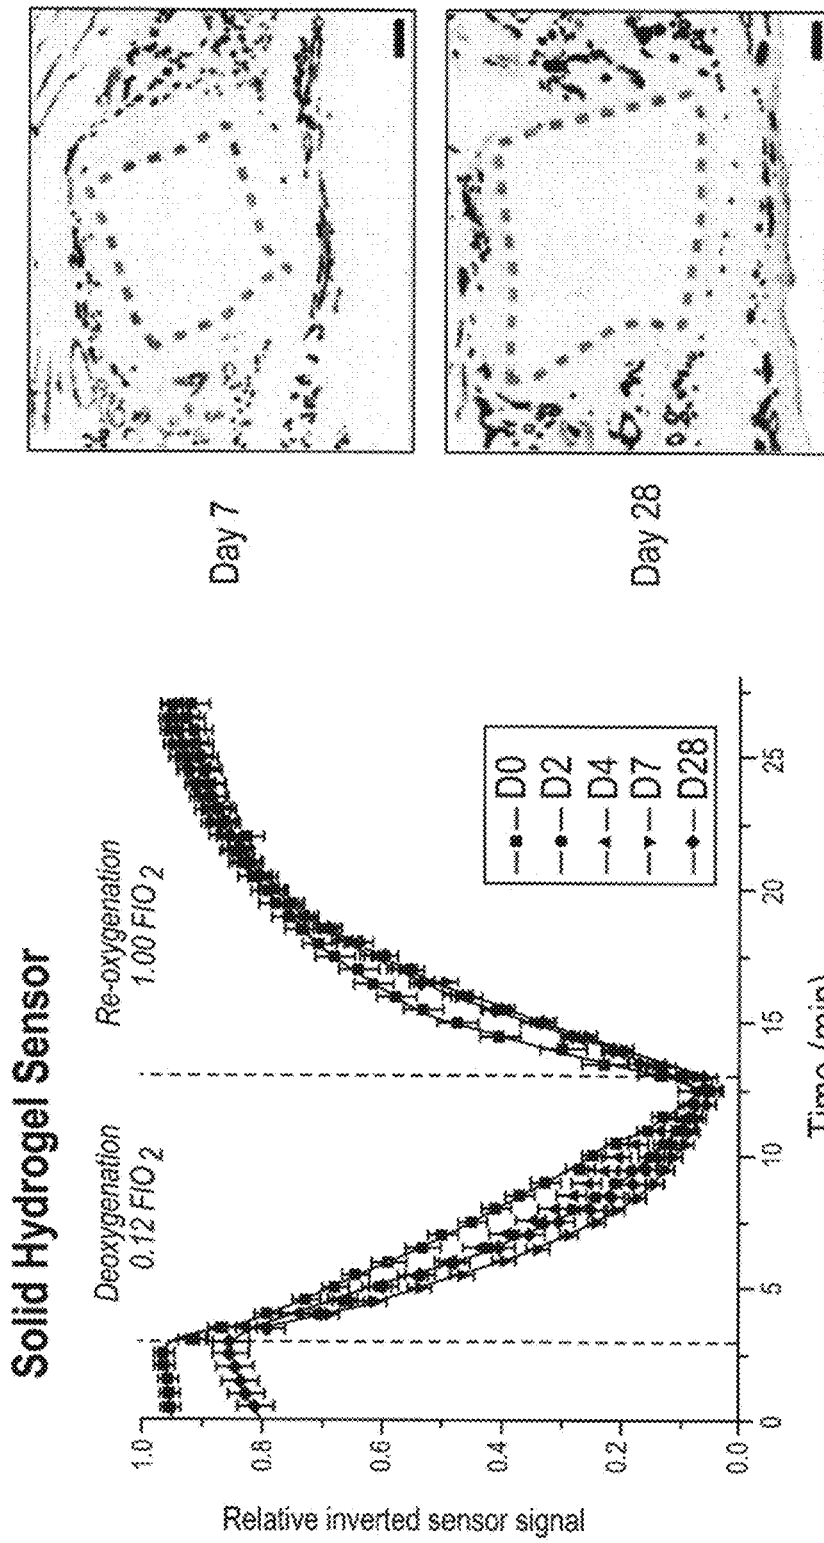 Solid Hydrogel Sensor
Deoxygenation
0.12 FIO2
Re-oxygenation
1.00 FIO2
Relative inverted sensor signal
1.0
0.8
0.6
0.4
0.2
0.0
0
5
10
15
20
25
Time (min)
D0
D2
D4
D7
D28
Day 7
Day 28